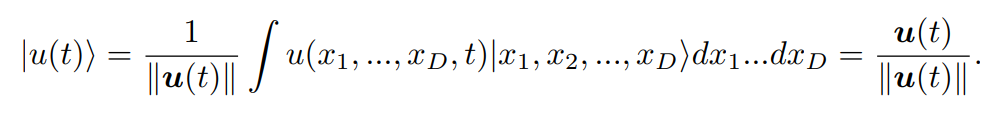 |u(t)⟩ = \frac{1}{\|\boldsymbol{u}(t)\|} \int u(x_1, ..., x_D, t)|x_1, x_2, ..., x_D⟩dx_1...dx_D = \frac{\boldsymbol{u}(t)}{\|\boldsymbol{u}(t)\|}.